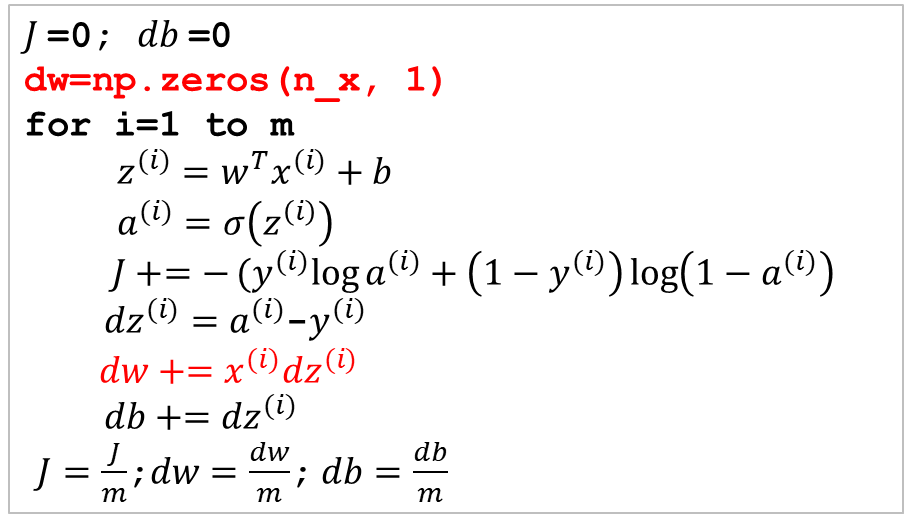 J =0; db =0
dw=np.zeros(n_x, 1)
for i=1 to m
z⁽ⁱ⁾ = wᵀx⁽ⁱ⁾ + b
a⁽ⁱ⁾ = σ(z⁽ⁱ⁾)
J += −(y⁽ⁱ⁾log a⁽ⁱ⁾ + (1 − y⁽ⁱ⁾) log(1 − a⁽ⁱ⁾)
dz⁽ⁱ⁾ = a⁽ⁱ⁾−y⁽ⁱ⁾
dw += x⁽ⁱ⁾dz⁽ⁱ⁾
db += dz⁽ⁱ⁾
J = J/m ; dw = dw/m ; db = db/m